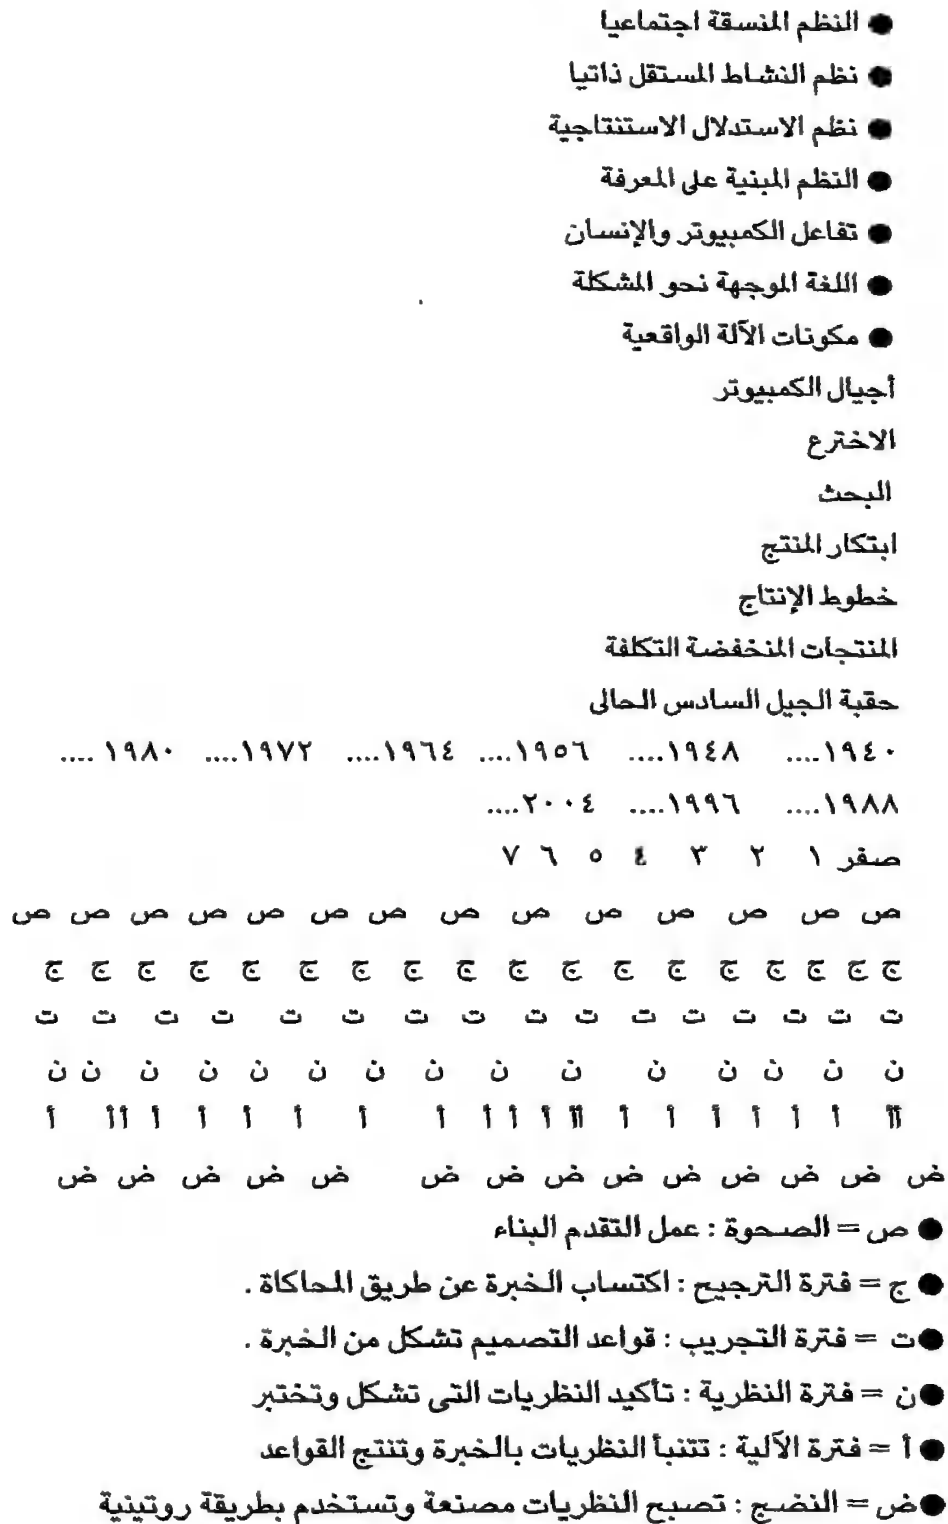 ● النظم المنسقة اجتماعيا
● نظم النشاط المستقل ذاتيا
● نظم الاستدلال الاستنتاجية
● النظم المبنية على المعرفة
● تفاعل الكمبيوتر والإنسان
● اللغة الموجهة نحو المشكلة
● مكونات الآلة الواقعية
أجيال الكمبيوتر
الاخترع
البحث
ابتكار المنتج
خطوط الإنتاج
المنتجات المنخفضة التكلفة
حقبة الجيل السادس الحالى
١٩٤٠.... ١٩٤٨.... ١٩٥٦.... ١٩٦٤.... ١٩٧٢.... ١٩٨٠ ....
١٩٨٨.... ١٩٩٦.... ٢٠٠٤....
صفر ١ ٢ ٣ ٤ ٥ ٦ ٧
ص ص ص ص ص ص ص ص ص ص ص ص ص ص
ج ج ج ج ج ج ج ج ج ج ج ج ج ج ج ج ج
ت ت ت ت ت ت ت ت ت ت ت ت ت ت ت
ن ن ن ن ن ن ن ن ن ن ن ن ن ن ن
أأ أ أ أ أ أ أ أأ أ أ أ أ أ أ أ أ أ أأ أ
ض ض ض ض ض ض ض ض ض ض ض ض ض ض
● ص = الصحوة : عمل التقدم البناء
● ج = فترة الترجيح : اكتساب الخبرة عن طريق المحاكاة .
● ت = فترة التجريب : قواعد التصميم تشكل من الخبرة .
● ن = فترة النظرية : تأكيد النظريات التى تشكل وتختبر
● أ = فترة الآلية : تتنبأ النظريات بالخبرة وتنتج القواعد
● ض = النضج : تصبح النظريات مصنعة وتستخدم بطريقة روتينية